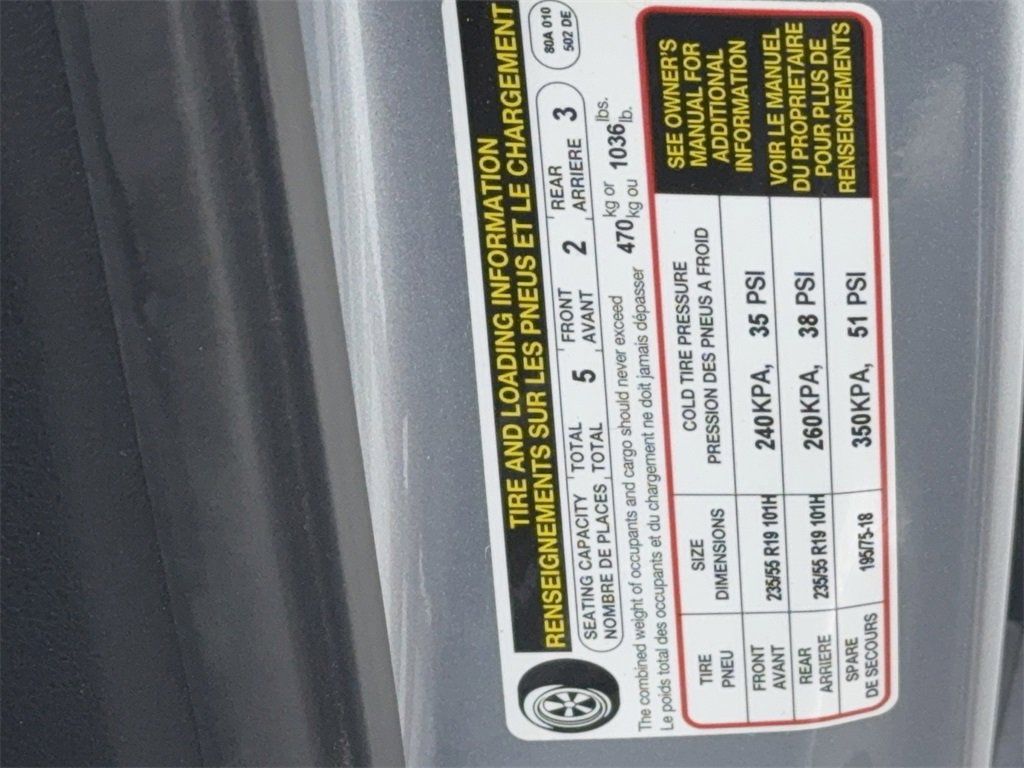 TIRE AND LOADING INFORMATION
RENSEIGNEMENTS SUR LES PNEUS ET LE CHARGEMENT
80A 010
502 DE
SEATING CAPACITY TOTAL 5 FRONT 2 REAR 3
NOMBRE DE PLACES TOTAL AVANT ARRIERE
The combined weight of occupants and cargo should never exceed 470 kg or 1036 lbs.
Le poids total des occupants et du chargement ne doit jamais dépasser kg ou lb.
TIRE SIZE COLD TIRE PRESSURE
PNEU DIMENSIONS PRESSION DES PNEUS A FROID
FRONT 235/55 R19 101H 240KPA, 35 PSI
AVANT
REAR 235/55 R19 101H 260KPA, 38 PSI
ARRIERE
SPARE 195/75-18 350KPA, 51 PSI
DE SECOURS
SEE OWNER'S
MANUAL FOR
ADDITIONAL
INFORMATION
VOIR LE MANUEL
DU PROPRIETAIRE
POUR PLUS DE
RENSEIGNEMENTS